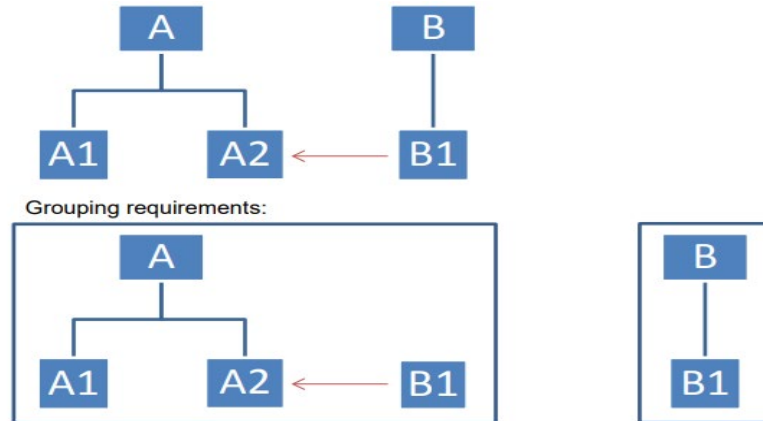 A B
A1 A2 B1
Grouping requirements:
A B
A1 A2 B1 B1